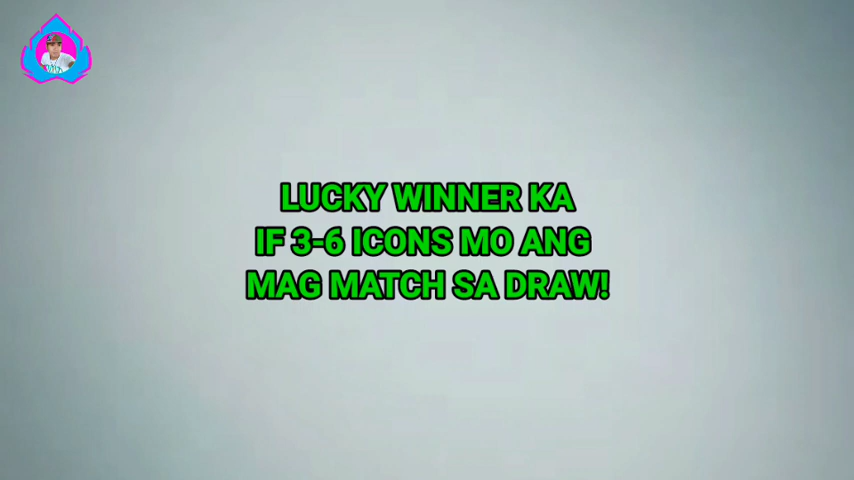 LUCKY WINNER KA
IF 3-6 ICONS MO ANG
MAG MATCH SA DRAW!